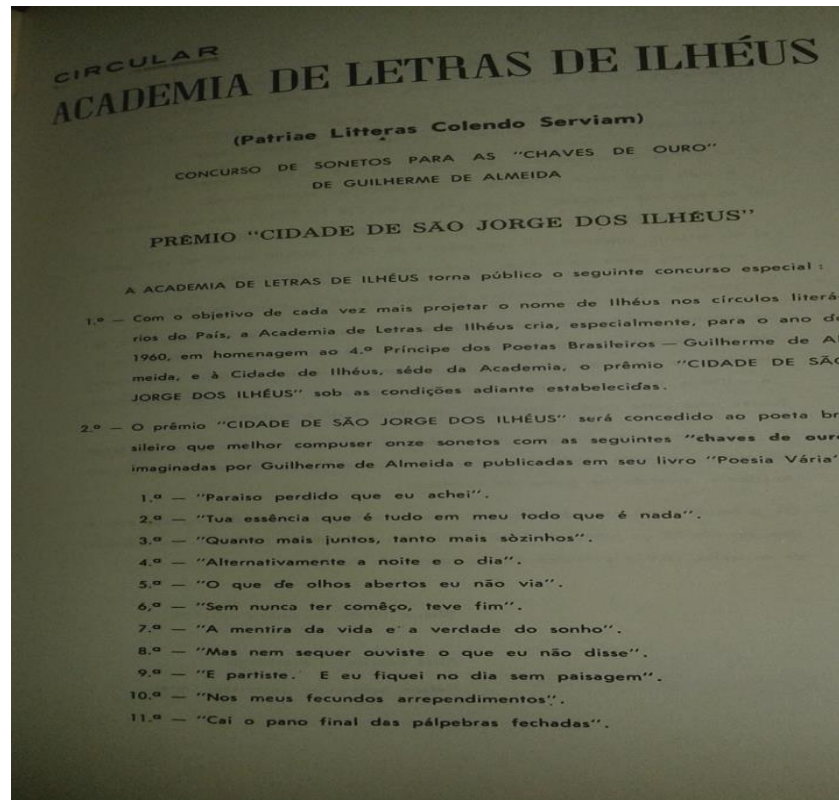 CIRCULAR
ACADEMIA DE LETRAS DE ILHÉUS
(Patriae Litteras Colendo Serviam)
CONCURSO DE SONETOS PARA AS "CHAVES DE OURO"
DE GUILHERME DE ALMEIDA
PRÊMIO "CIDADE DE SÃO JORGE DOS ILHÉUS"
A ACADEMIA DE LETRAS DE ILHÉUS torna público o seguinte concurso especial :
1.º — Com o objetivo de cada vez mais projetar o nome de Ilhéus nos círculos literá-
rios do País, a Academia de Letras de Ilhéus cria, especialmente, para o ano de
1960, em homenagem ao 4.º Príncipe dos Poetas Brasileiros — Guilherme de Al
meida, e à Cidade de Ilhéus, séde da Academia, o prêmio "CIDADE DE SÃO
JORGE DOS ILHÉUS" sob as condições adiante estabelecidas.
2.º — O prêmio "CIDADE DE SÃO JORGE DOS ILHÉUS" será concedido ao poeta br
sileiro que melhor compuser onze sonetos com as seguintes "chaves de ouro
imaginadas por Guilherme de Almeida e publicadas em seu livro "Poesia Vária"
1.ª — "Paraiso perdido que eu achei".
2.ª — "Tua essência que é tudo em meu todo que é nada".
3.ª — "Quanto mais juntos, tanto mais sòzinhos".
4.ª — "Alternativamente a noite e o dia".
5.ª — "O que de olhos abertos eu não via".
6,ª — "Sem nunca ter comêço, teve fim".
7.ª — "A mentira da vida e a verdade do sonho".
8.ª — "Mas nem sequer ouviste o que eu não disse".
9.ª — "E partiste. E eu fiquei no dia sem paisagem".
10.ª — "Nos meus fecundos arrependimentos".
11.ª — "Cai o pano final das pálpebras fechadas".